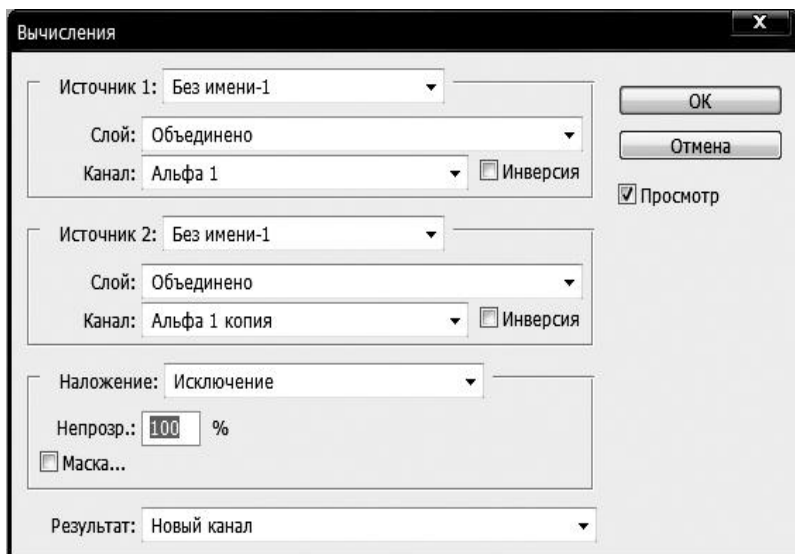 Вычисления
X
Источник 1: Без имени-1
OK
Слой: Объединено
Отмена
Канал: Альфа 1 Инверсия
Просмотр
Источник 2: Без имени-1
Слой: Объединено
Канал: Альфа 1 копия Инверсия
Наложение: Исключение
Непрозр.: 100 %
Маска...
Результат: Новый канал